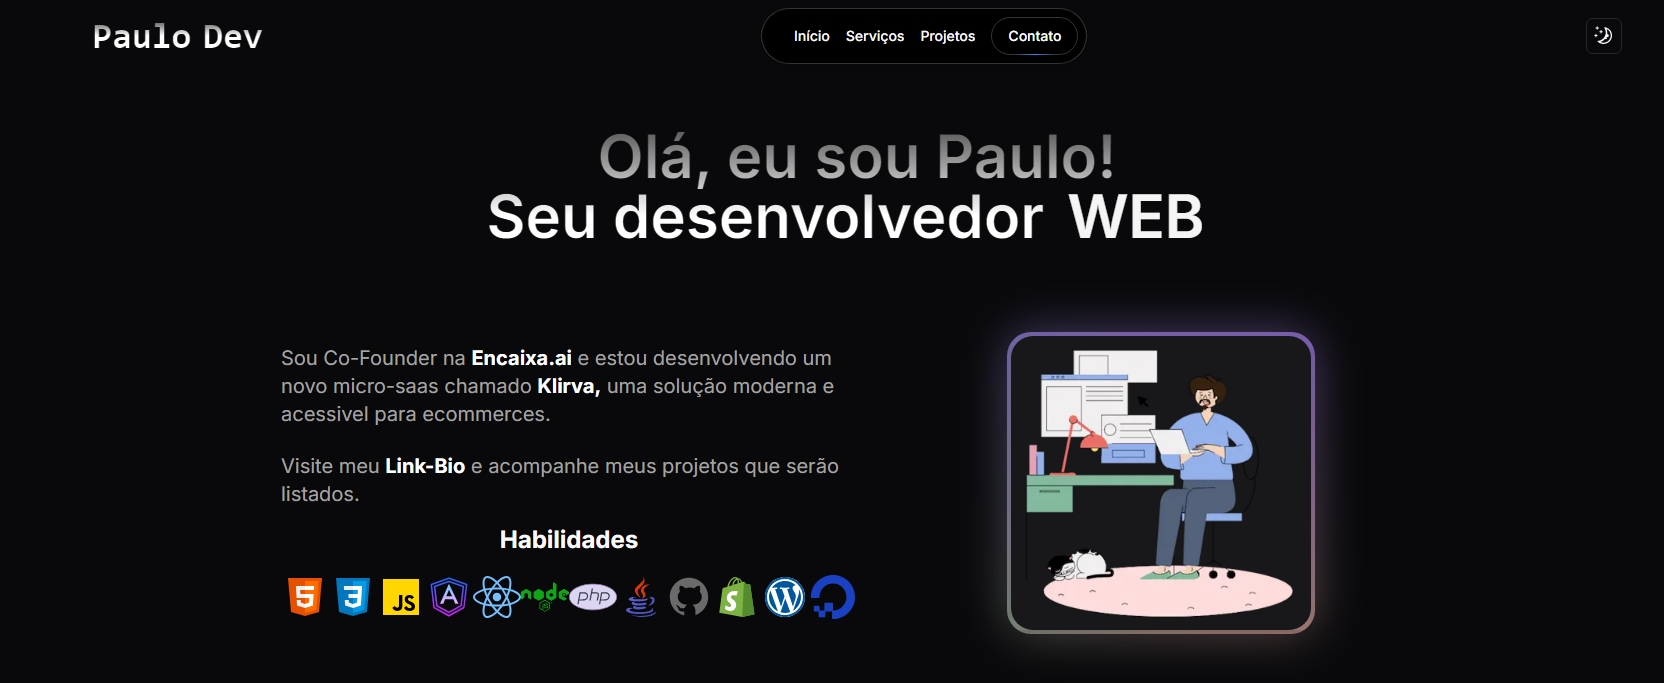 Paulo Dev
Início Serviços Projetos Contato
Olá, eu sou Paulo!
Seu desenvolvedor WEB
Sou Co-Founder na Encaixa.ai e estou desenvolvendo um
novo micro-saas chamado Klirva, uma solução moderna e
acessivel para ecommerces.
Visite meu Link-Bio e acompanhe meus projetos que serão
listados.
Habilidades
5 3 JS A node JS php S W